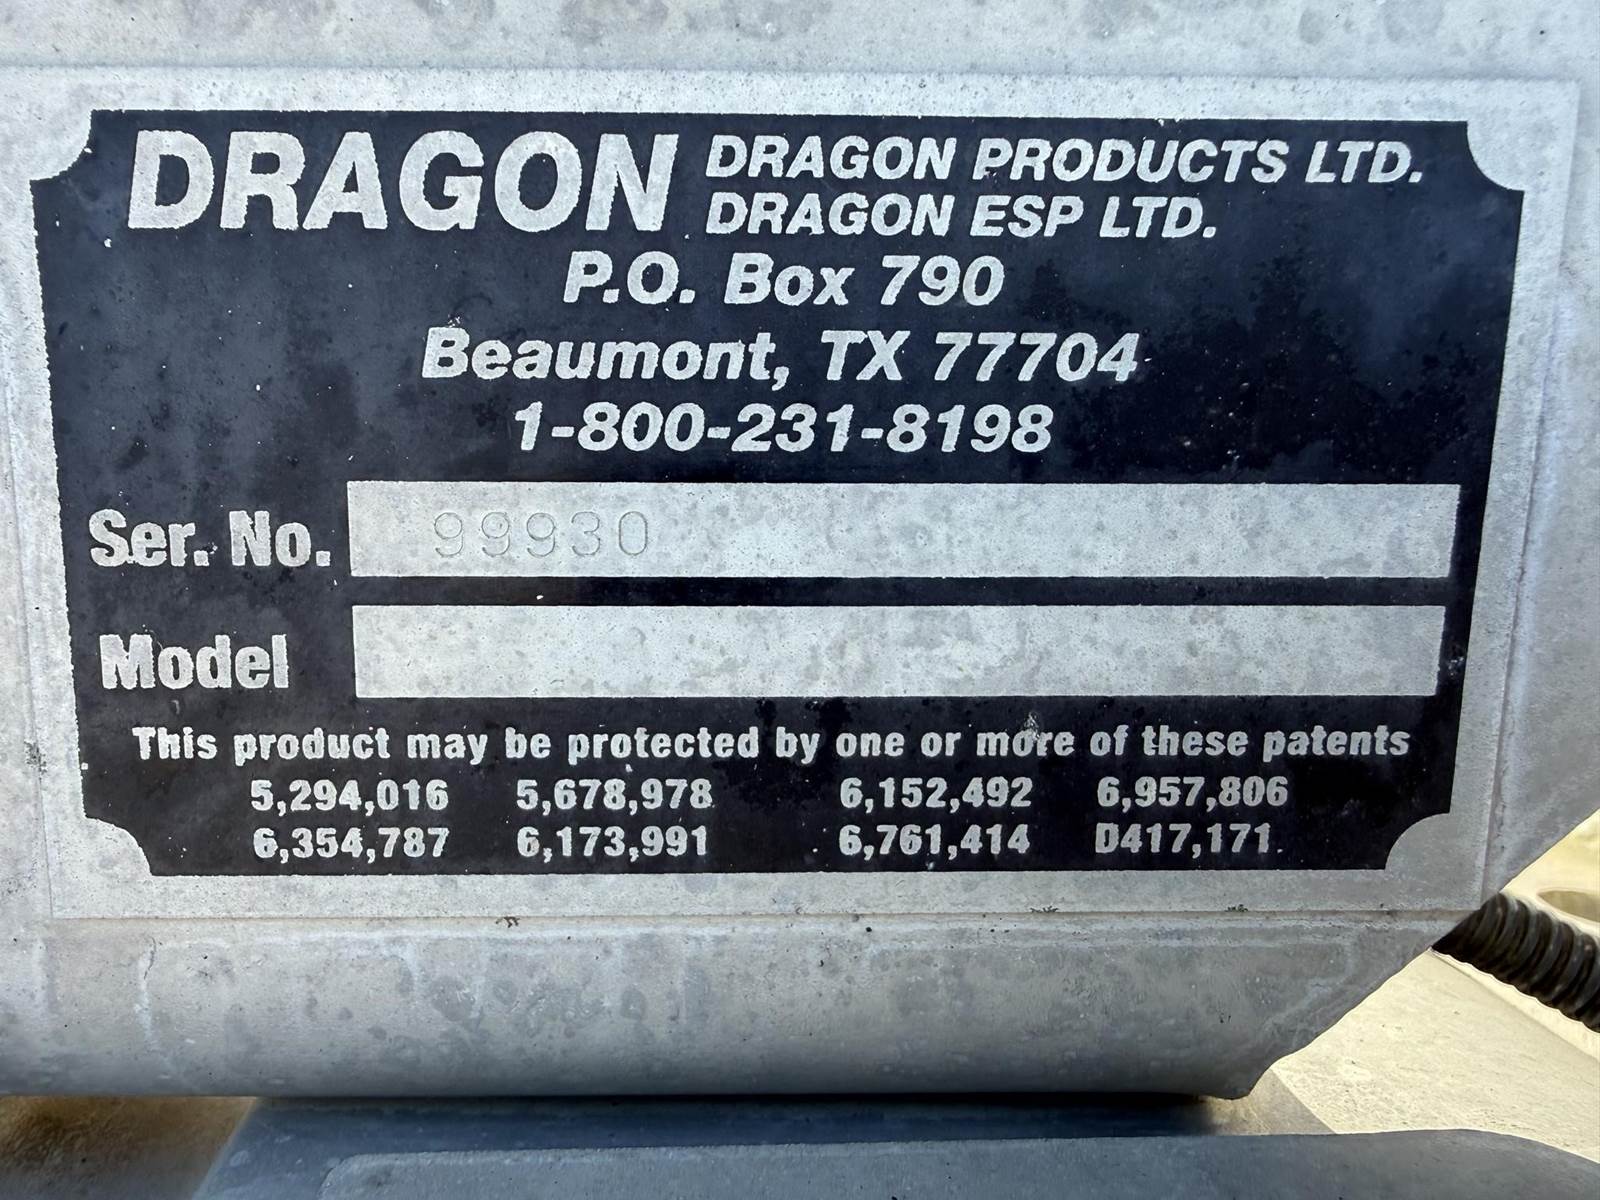 DRAGON DRAGON PRODUCTS LTD.
DRAGON ESP LTD.
P.O. Box 790
Beaumont, TX 77704
1-800-231-8198
Ser. No. 99930
Model
This product may be protected by one or more of these patents
5,294,016 5,678,978 6,152,492 6,957,806
6,354,787 6,173,991 6,761,414 D417,171